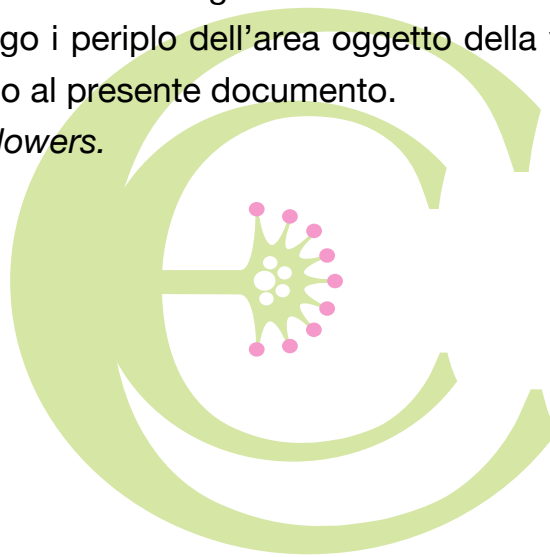 go i periplo dell'area oggetto della
o al presente documento.
lowers.